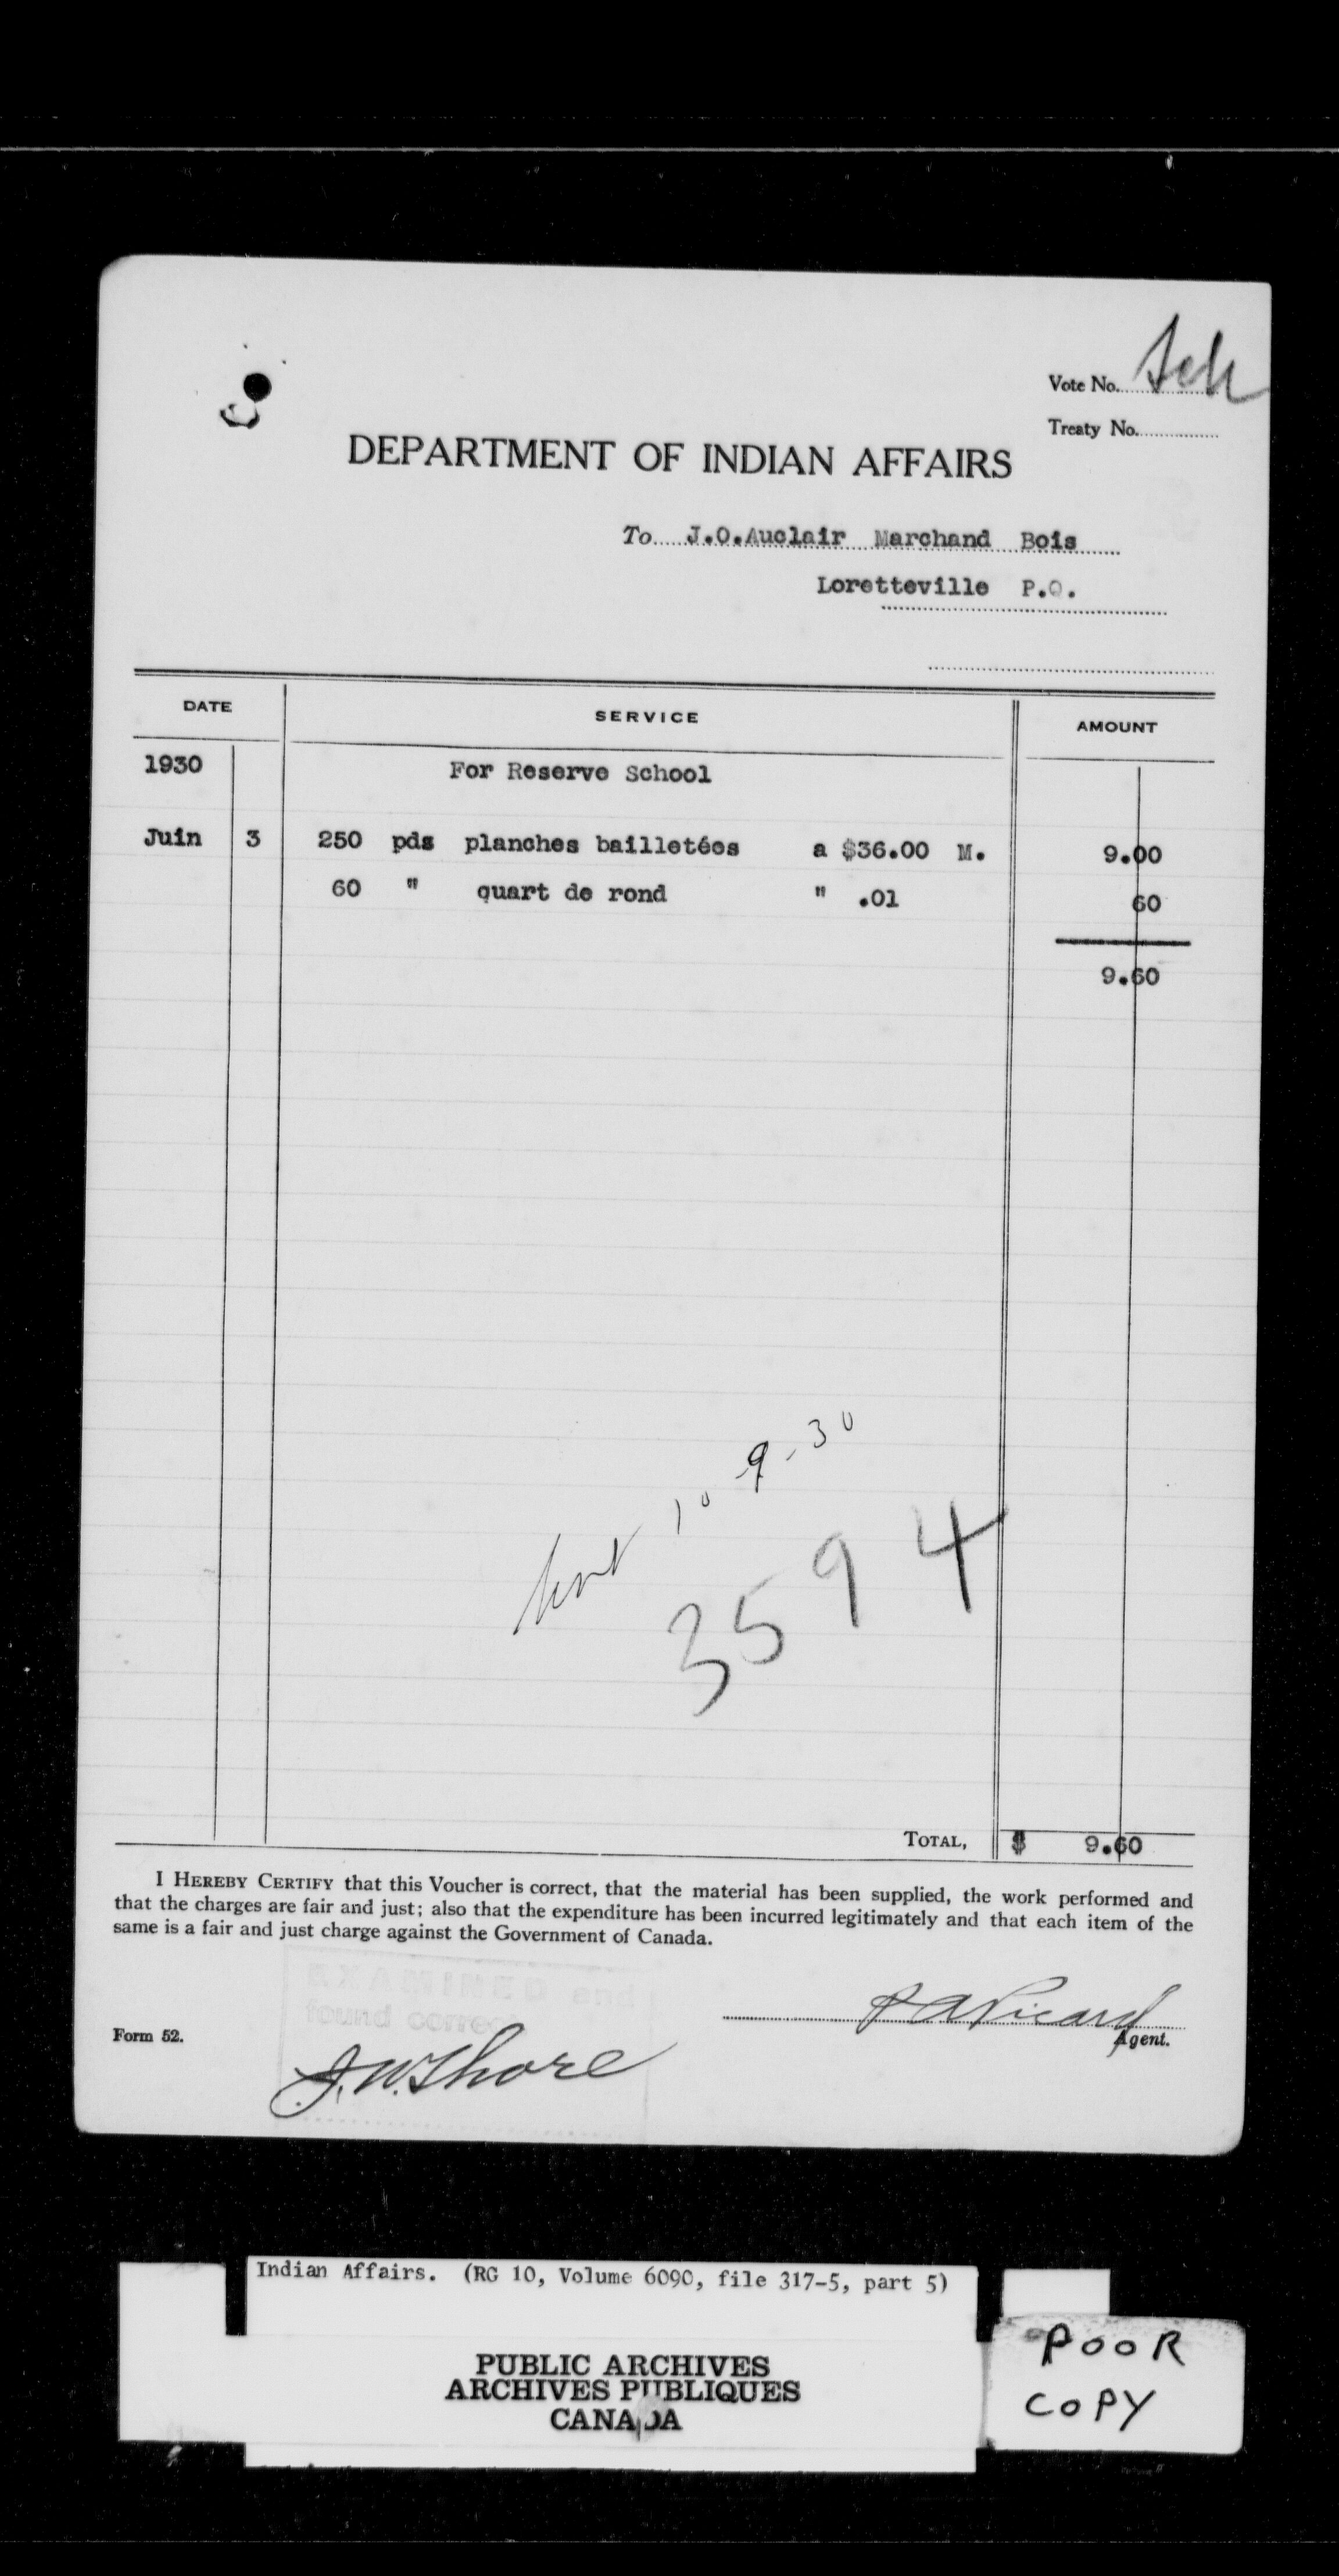 Vote No. Sch
Treaty No.
DEPARTMENT OF INDIAN AFFAIRS
To J.O.Auclair Marchand Bois
Loretteville P.Q.
DATE SERVICE AMOUNT
1930 For Reserve School
Juin 3 250 pds planches bailletées a $36.00 M. 9.00
60 " quart de rond " .01 60
9.60
10-9-30
3594
TOTAL, $ 9.60
I HEREBY CERTIFY that this Voucher is correct, that the material has been supplied, the work performed and
that the charges are fair and just; also that the expenditure has been incurred legitimately and that each item of the
same is a fair and just charge against the Government of Canada.
EXAMINED and
found correct
Picard
Agent.
Form 52.
J.W.Shore
Indian Affairs. (RG 10, Volume 6090, file 317-5, part 5)
PUBLIC ARCHIVES
ARCHIVES PUBLIQUES
CANADA
POOR
COPY